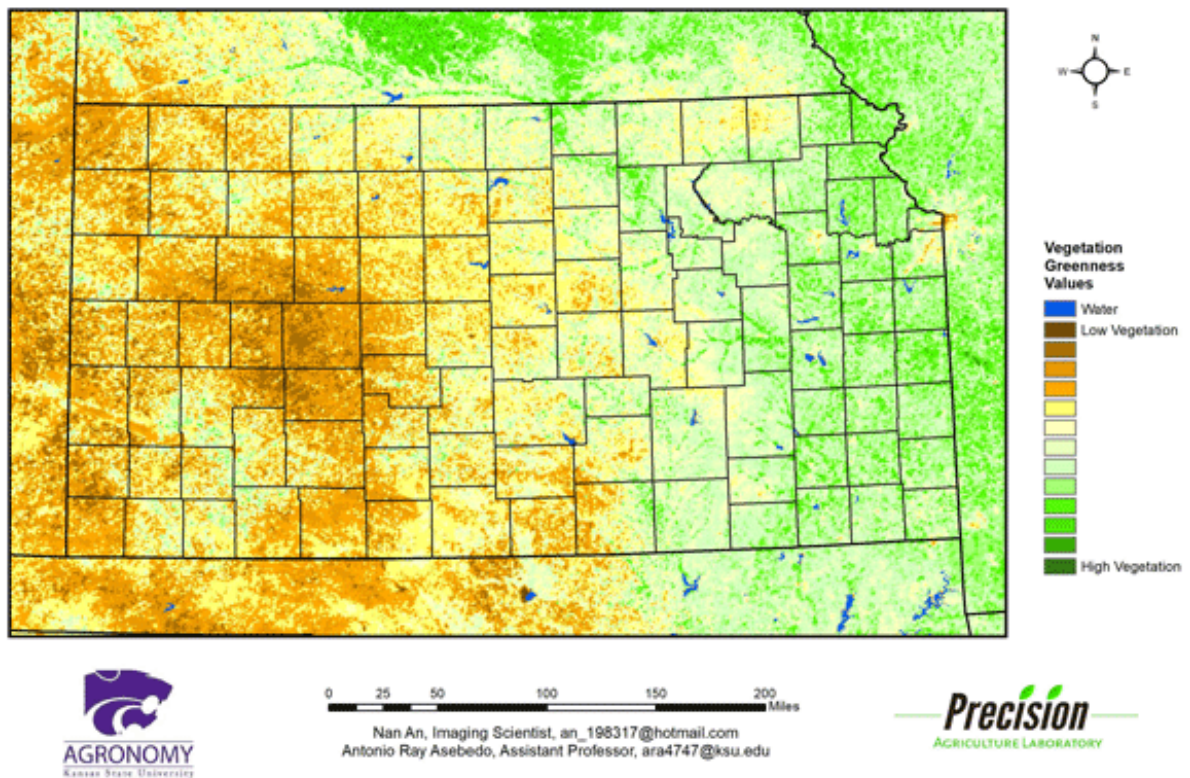 N
W E
S
Vegetation
Greenness
Values
Water
Low Vegetation
High Vegetation
0 25 50 100 150 200
Miles
Nan An, Imaging Scientist, an_198317@hotmail.com
Antonio Ray Asebedo, Assistant Professor, ara4747@ksu.edu
AGRONOMY
Kansas State University
Precision
AGRICULTURE LABORATORY